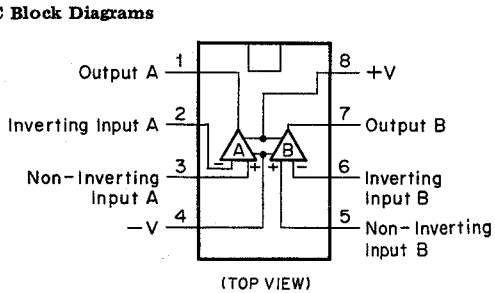 C Block Diagrams
1
Output A
8
+V
2
Inverting Input A
7
Output B
A
B
−
+
+
−
3
Non-Inverting
Input A
6
Inverting
Input B
4
−V
5
Non-Inverting
Input B
(TOP VIEW)